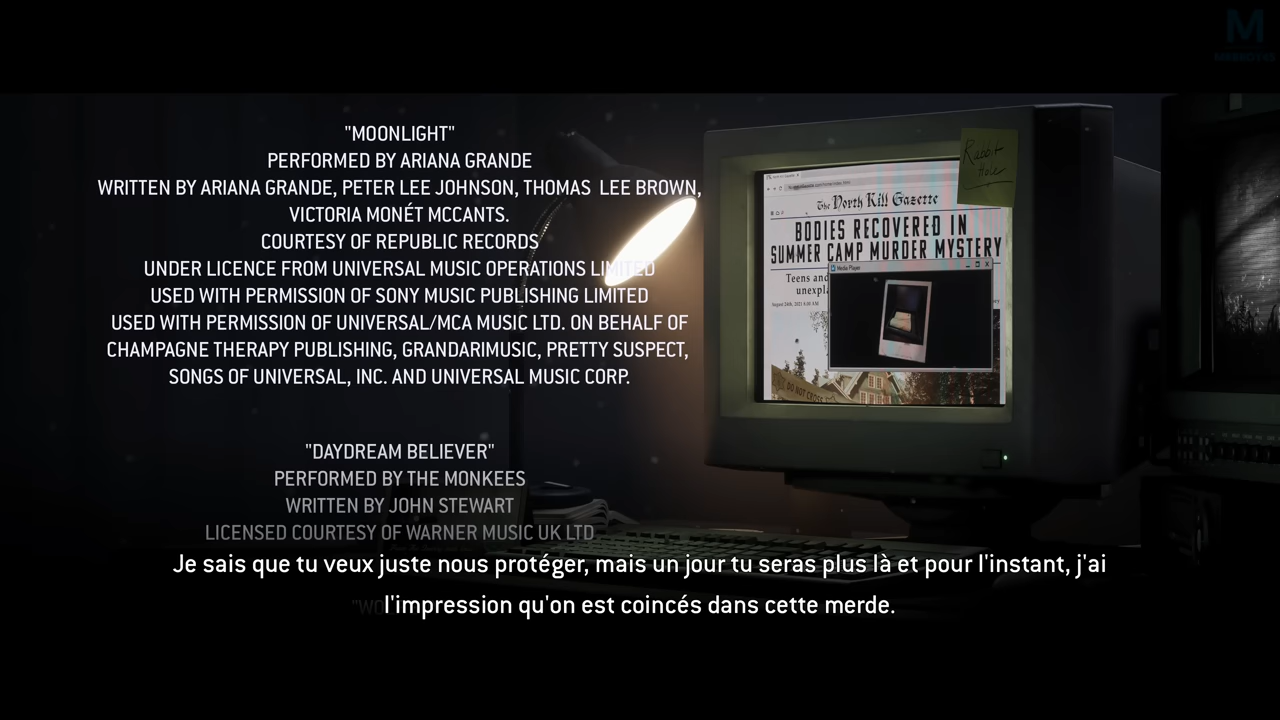 "MOONLIGHT"
PERFORMED BY ARIANA GRANDE
WRITTEN BY ARIANA GRANDE, PETER LEE JOHNSON, THOMAS LEE BROWN,
VICTORIA MONÉT MCCANTS.
COURTESY OF REPUBLIC RECORDS
UNDER LICENCE FROM UNIVERSAL MUSIC OPERATIONS LIMITED
USED WITH PERMISSION OF SONY MUSIC PUBLISHING LIMITED
USED WITH PERMISSION OF UNIVERSAL/MCA MUSIC LTD. ON BEHALF OF
CHAMPAGNE THERAPY PUBLISHING, GRANDARIMUSIC, PRETTY SUSPECT,
SONGS OF UNIVERSAL, INC. AND UNIVERSAL MUSIC CORP.
"DAYDREAM BELIEVER"
PERFORMED BY THE MONKEES
WRITTEN BY JOHN STEWART
LICENSED COURTESY OF WARNER MUSIC UK LTD
"WO
Je sais que tu veux juste nous protéger, mais un jour tu seras plus là et pour l'instant, j'ai
l'impression qu'on est coincés dans cette merde.
Rabbit
Hole
The North Kill Gazette
BODIES RECOVERED IN
SUMMER CAMP MURDER MYSTERY
Teens and
unexpl
Media Player
DO NOT CROSS
M